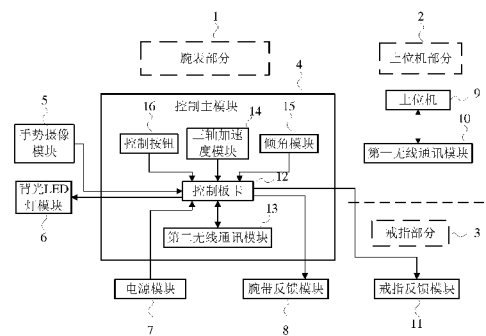 1
腕表部分
2
上位机部分
4
控制主模块
5
手势摄像
模块
16
控制按钮
14
三轴加速
度模块
15
倾角模块
上位机
9
10
第一无线通讯模块
12
控制板卡
背光LED
灯模块
6
13
第二无线通讯模块
戒指部分
3
电源模块
7
腕带反馈模块
8
戒指反馈模块
11